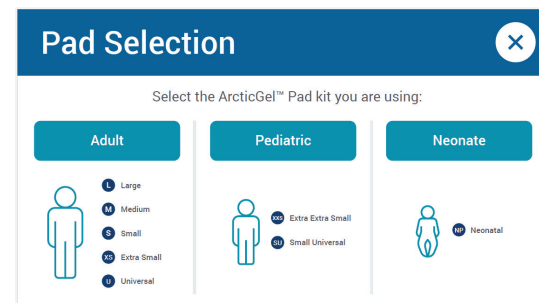 Pad Selection
Select the ArcticGel™ Pad kit you are using:
Adult
L Large
M Medium
S Small
XS Extra Small
U Universal
Pediatric
XXS Extra Extra Small
SU Small Universal
Neonate
NP Neonatal